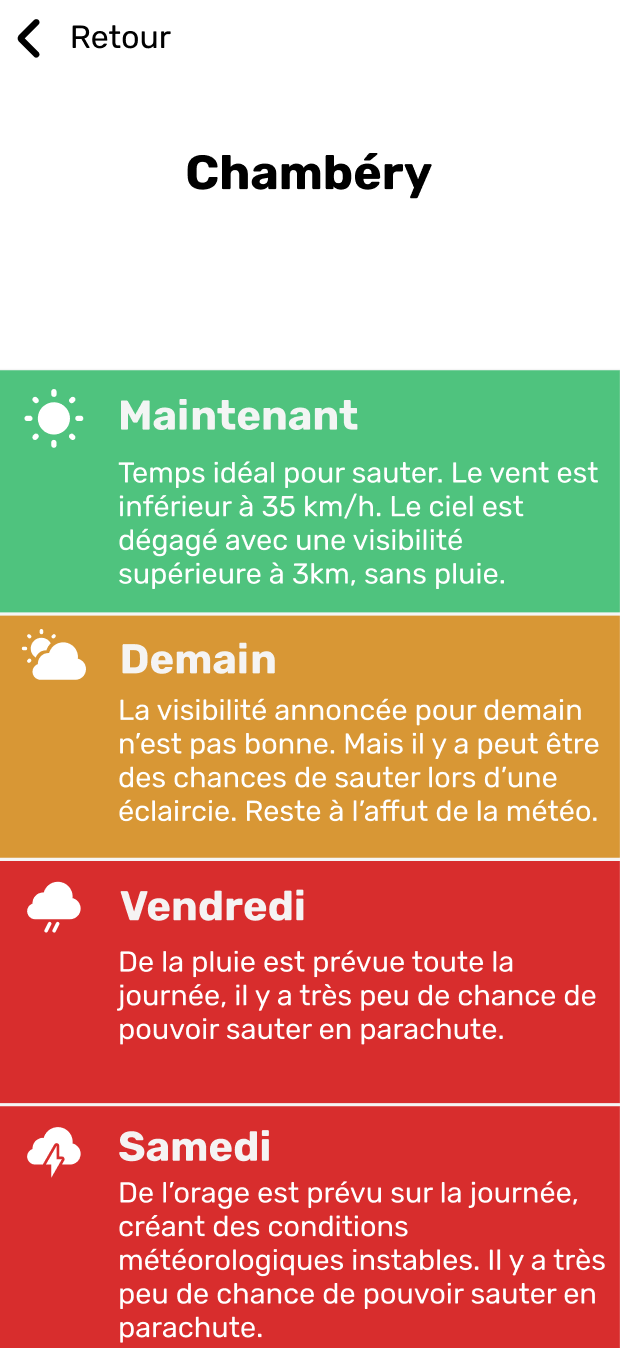 Retour
Chambéry
Maintenant
Temps idéal pour sauter. Le vent est
inférieur à 35 km/h. Le ciel est
dégagé avec une visibilité
supérieure à 3km, sans pluie.
Demain
La visibilité annoncée pour demain
n’est pas bonne. Mais il y a peut être
des chances de sauter lors d’une
éclaircie. Reste à l’affut de la météo.
Vendredi
De la pluie est prévue toute la
journée, il y a très peu de chance de
pouvoir sauter en parachute.
Samedi
De l’orage est prévu sur la journée,
créant des conditions
météorologiques instables. Il y a très
peu de chance de pouvoir sauter en
parachute.